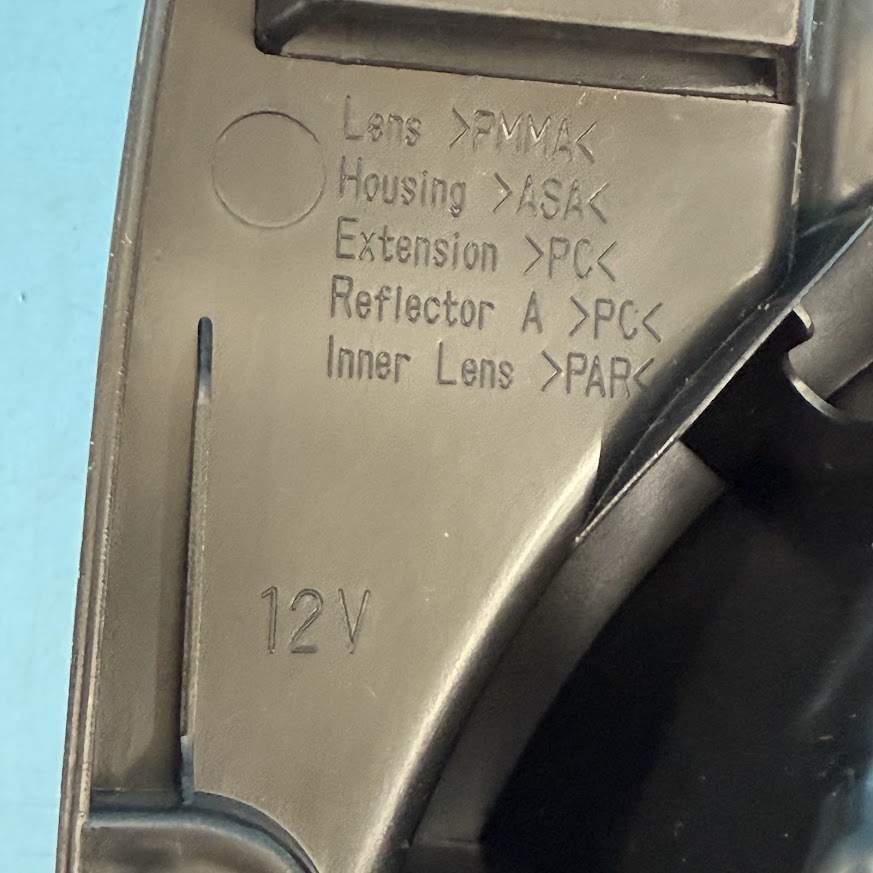 Lens >PMMA<
Housing >ASA<
Extension >PC<
Reflector A >PC<
Inner Lens >PAR<
12V